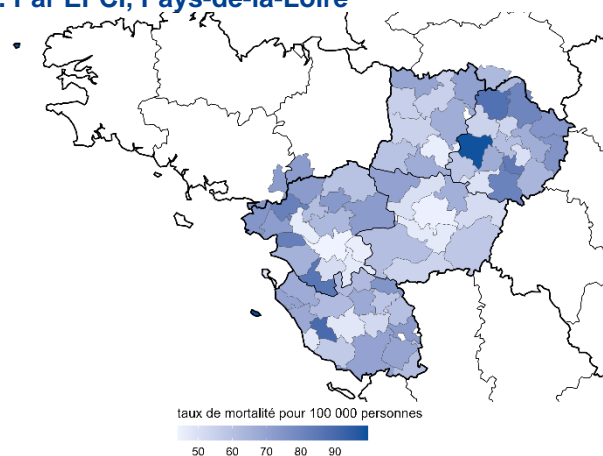 . Par EPCI, Pays-de-la-Loire
taux de mortalité pour 100 000 personnes
50 60 70 80 90